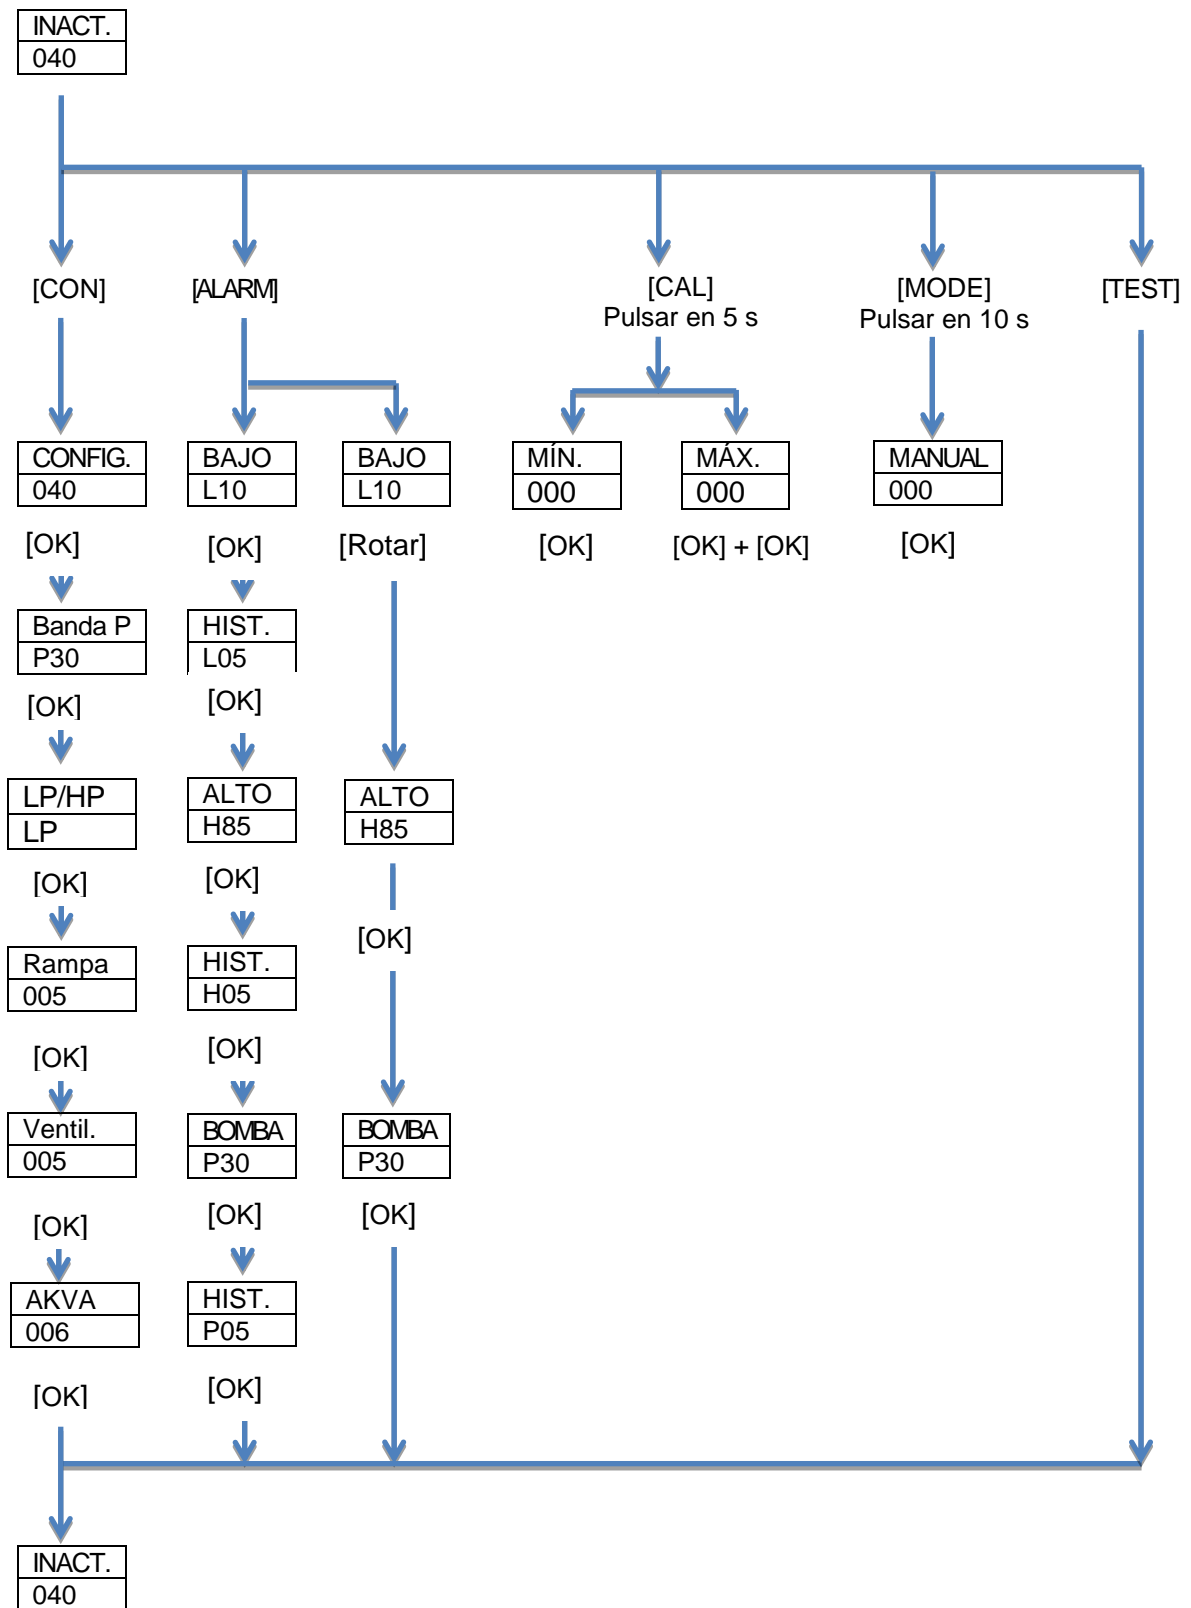 INACT.
040
[CON]
[ALARM]
[CAL]
Pulsar en 5 s
[MODE]
Pulsar en 10 s
[TEST]
CONFIG.
040
BAJO
L10
BAJO
L10
MÍN.
000
MÁX.
000
MANUAL
000
[OK]
[OK]
[Rotar]
[OK]
[OK] + [OK]
[OK]
Banda P
P30
HIST.
L05
[OK]
[OK]
LP/HP
LP
ALTO
H85
ALTO
H85
[OK]
[OK]
[OK]
Rampa
005
HIST.
H05
[OK]
[OK]
Ventil.
005
BOMBA
P30
BOMBA
P30
[OK]
[OK]
[OK]
AKVA
006
HIST.
P05
[OK]
[OK]
INACT.
040